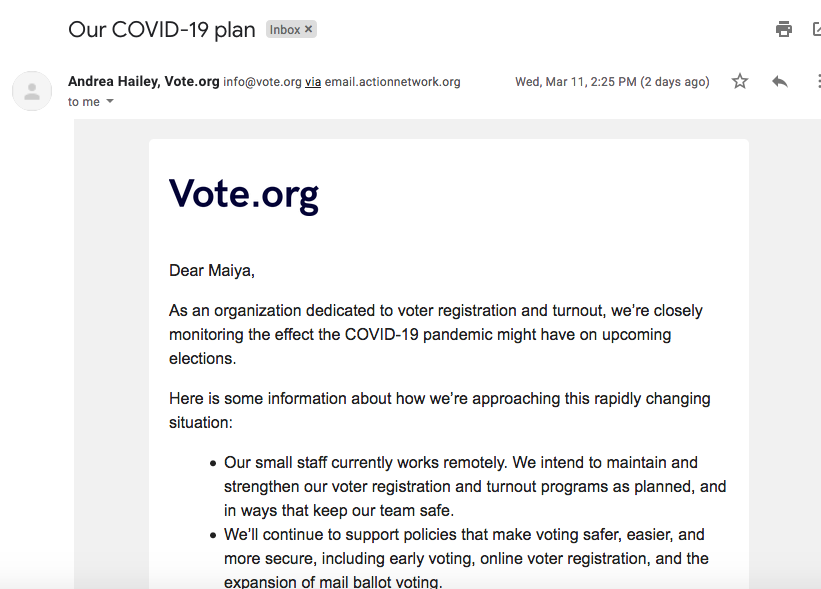 Our COVID-19 plan Inbox ×
Andrea Hailey, Vote.org info@vote.org via email.actionnetwork.org Wed, Mar 11, 2:25 PM (2 days ago)
to me
Vote.org
Dear Maiya,
As an organization dedicated to voter registration and turnout, we’re closely
monitoring the effect the COVID-19 pandemic might have on upcoming
elections.
Here is some information about how we’re approaching this rapidly changing
situation:
• Our small staff currently works remotely. We intend to maintain and
strengthen our voter registration and turnout programs as planned, and
in ways that keep our team safe.
• We’ll continue to support policies that make voting safer, easier, and
more secure, including early voting, online voter registration, and the
expansion of mail ballot voting.